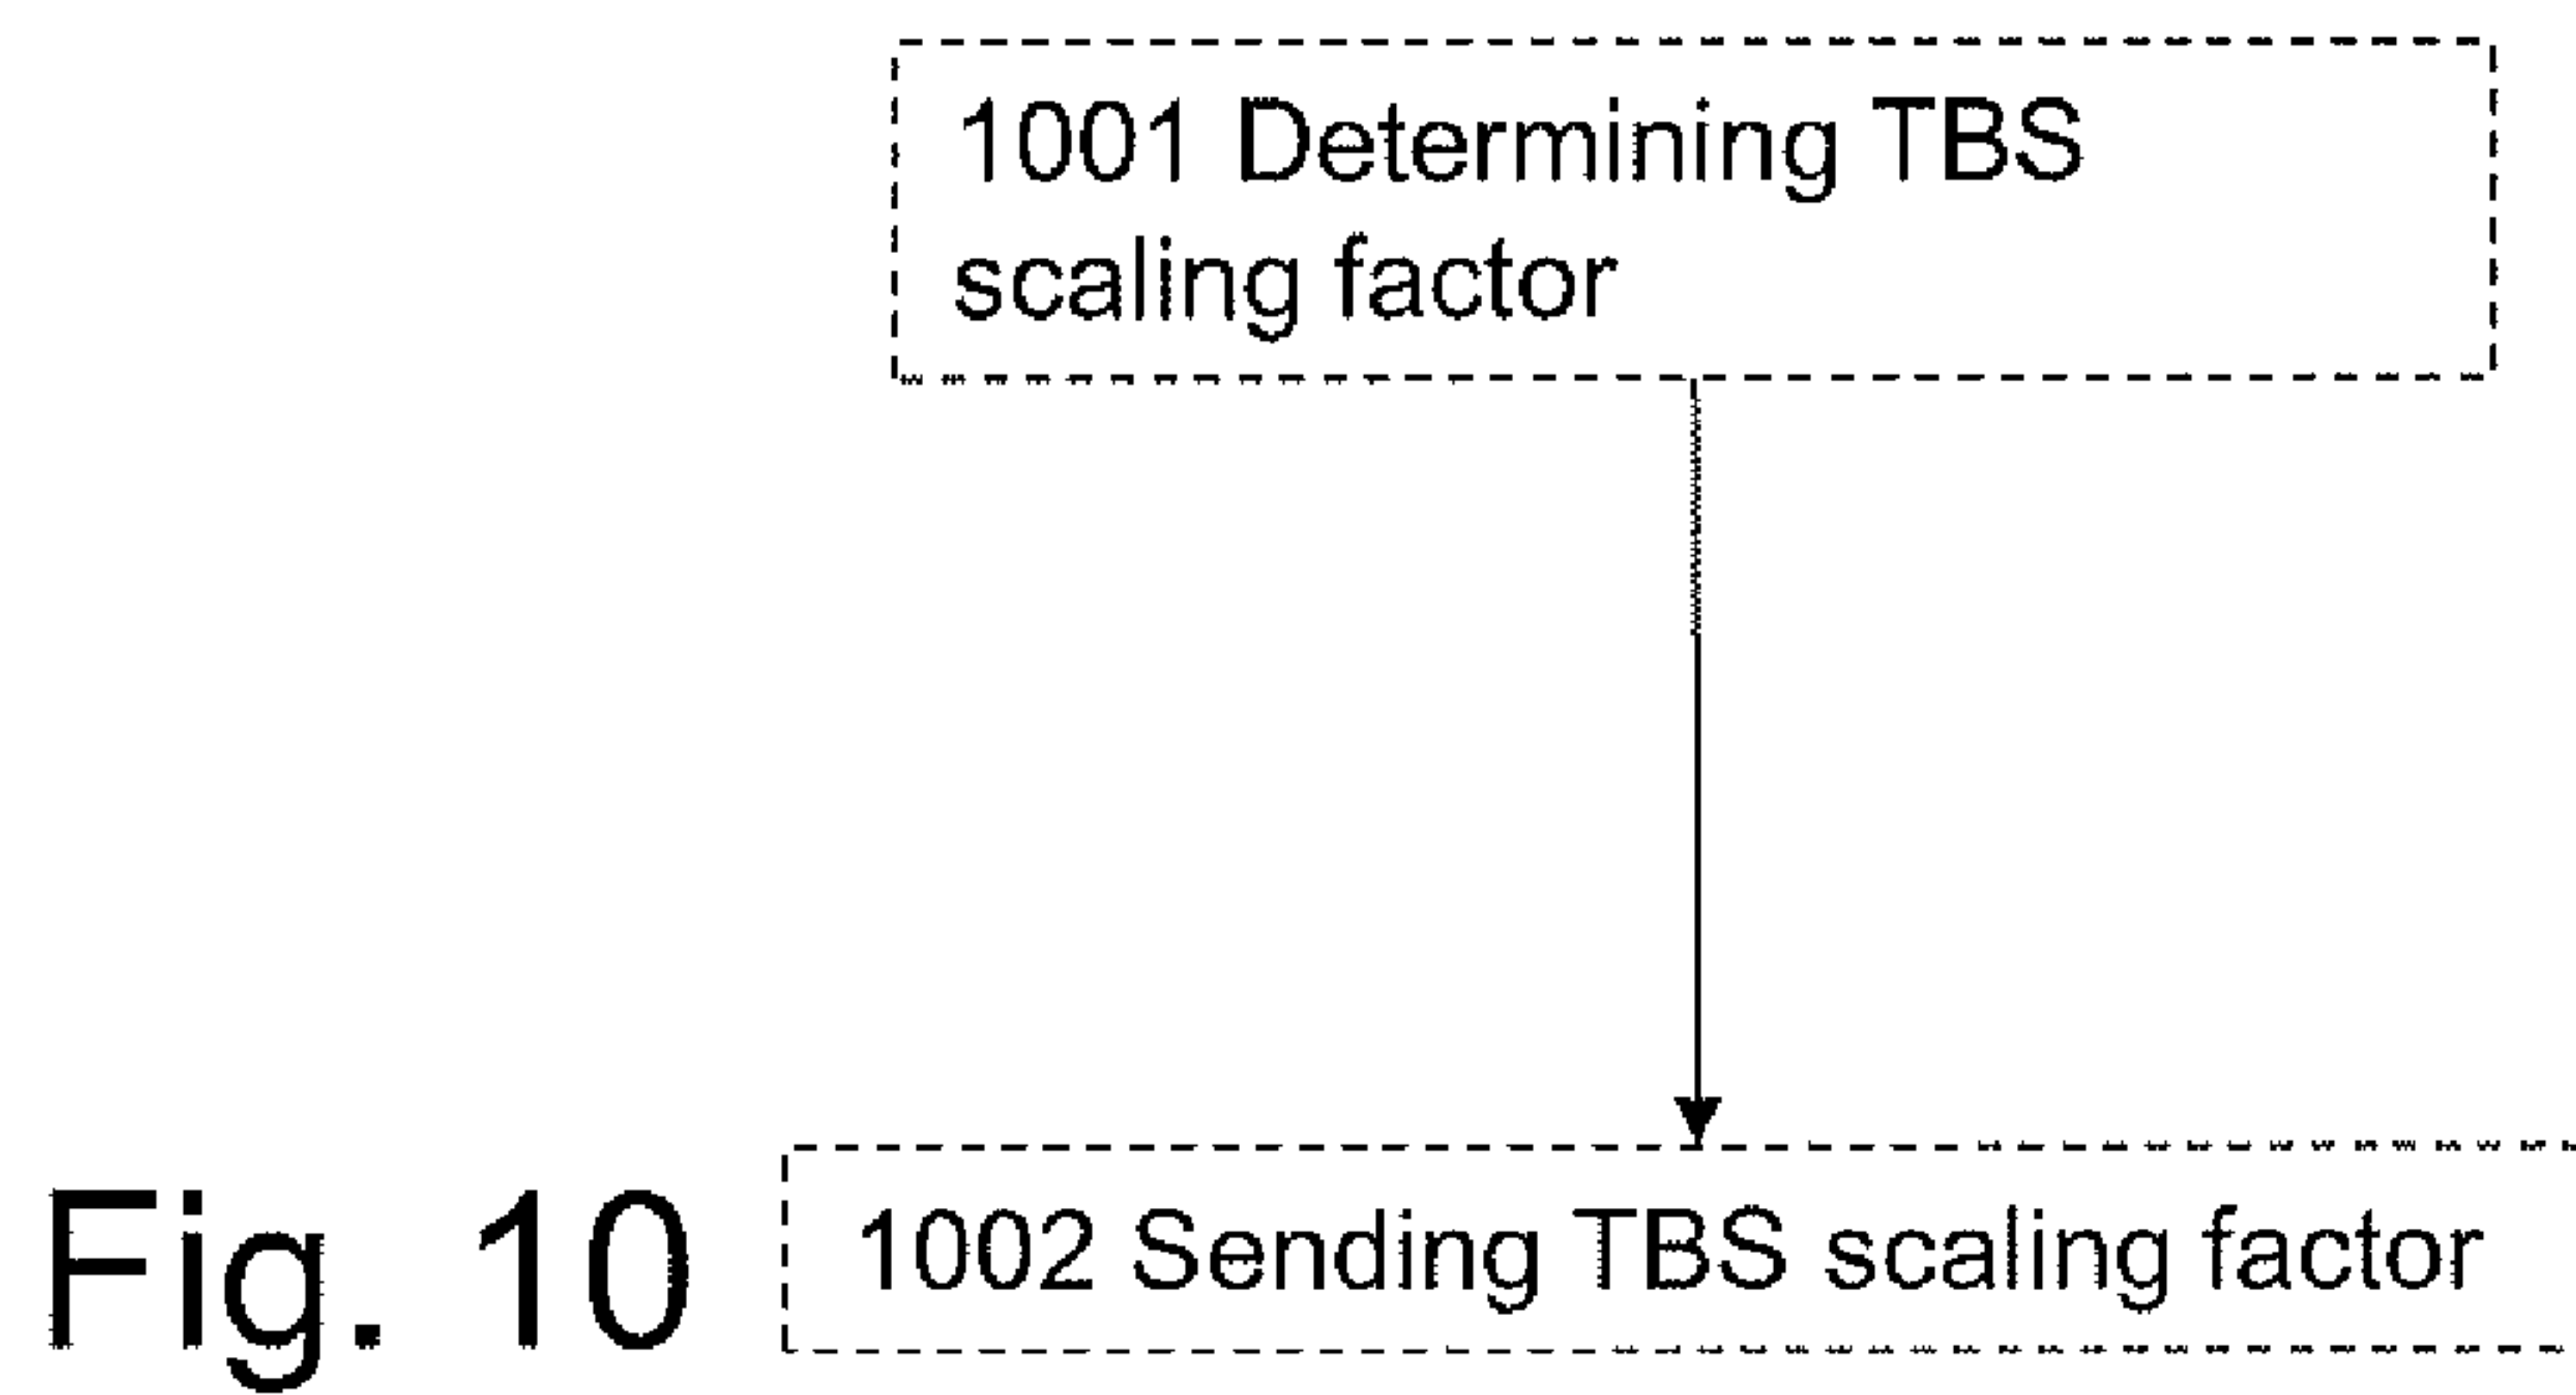 1001 Determining TBS
scaling factor
Fig. 10
1002 Sending TBS scaling factor